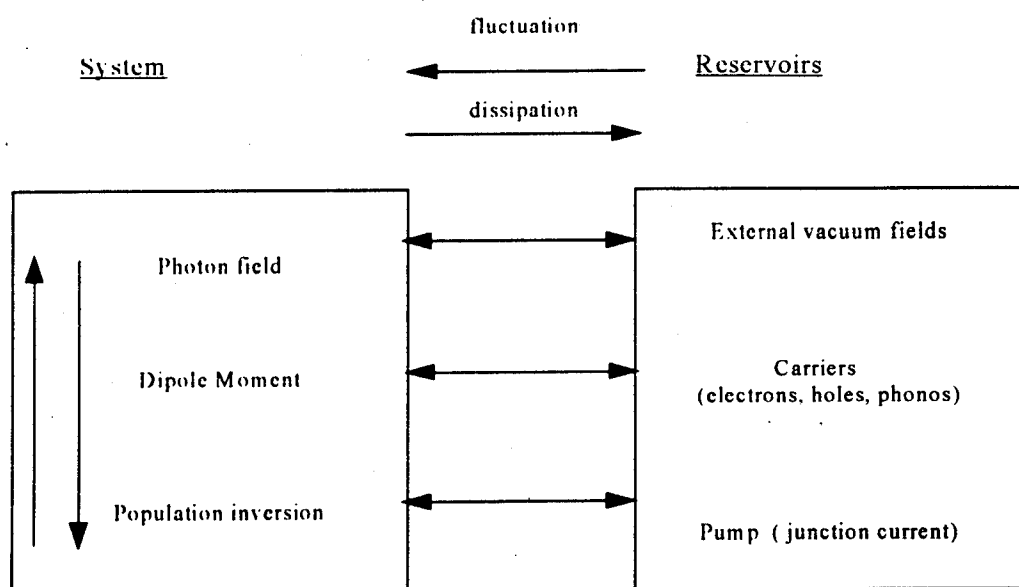 fluctuation
System
Reservoirs
dissipation
External vacuum fields
Photon field
Carriers
Dipole Moment
(electrons, holes, phonos)
Population inversion
Pump ( junction current)